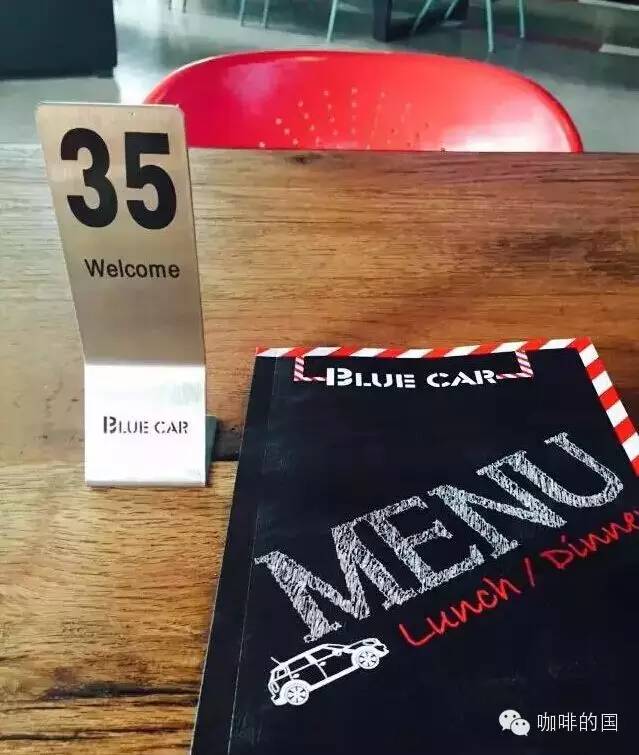 35
Welcome
BLUE CAR
BLUE CAR
MENU
Lunch / Dinner
咖啡的国